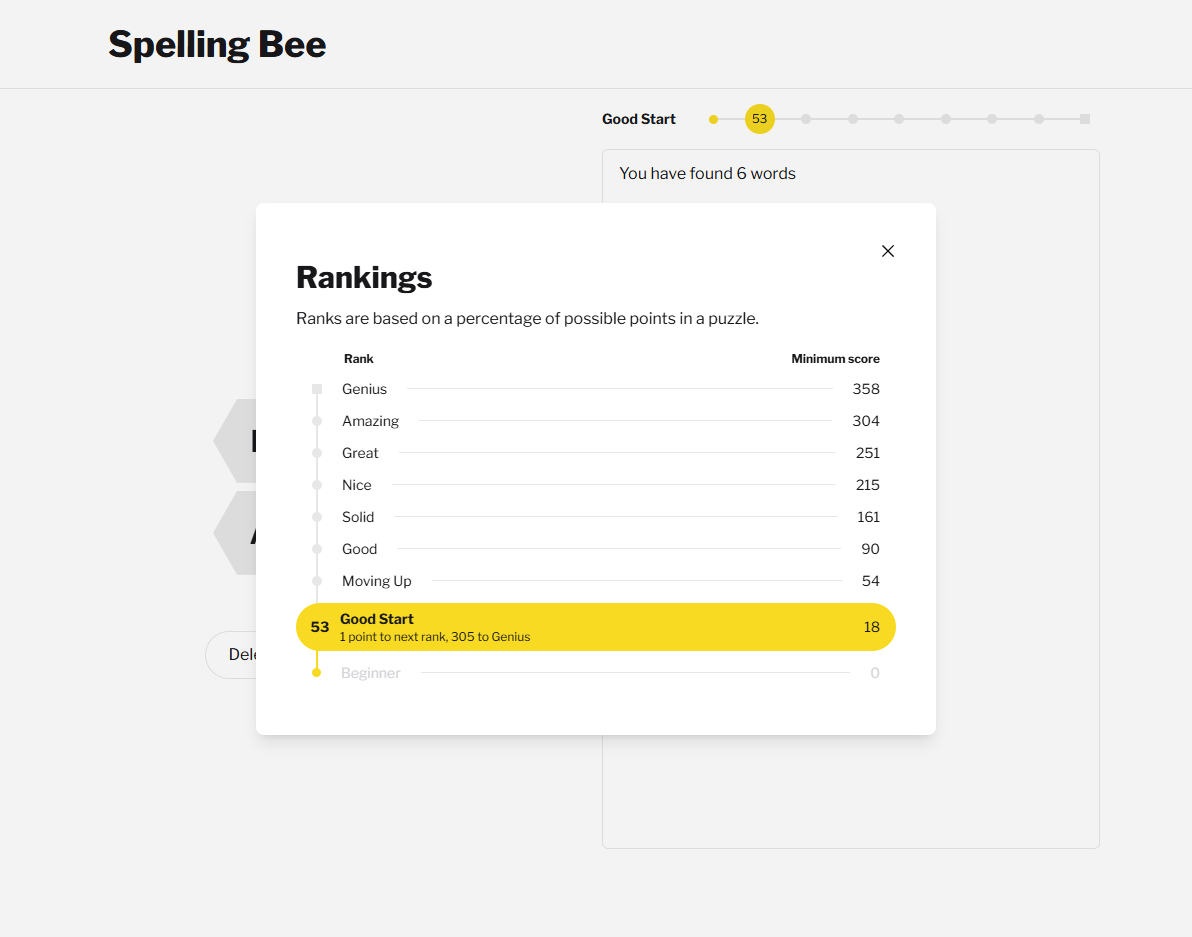 Spelling Bee
Good Start 53
You have found 6 words
Rankings
Ranks are based on a percentage of possible points in a puzzle.
Rank Minimum score
Genius 358
Amazing 304
Great 251
Nice 215
Solid 161
Good 90
Moving Up 54
53 Good Start 18
1 point to next rank, 305 to Genius
Beginner 0